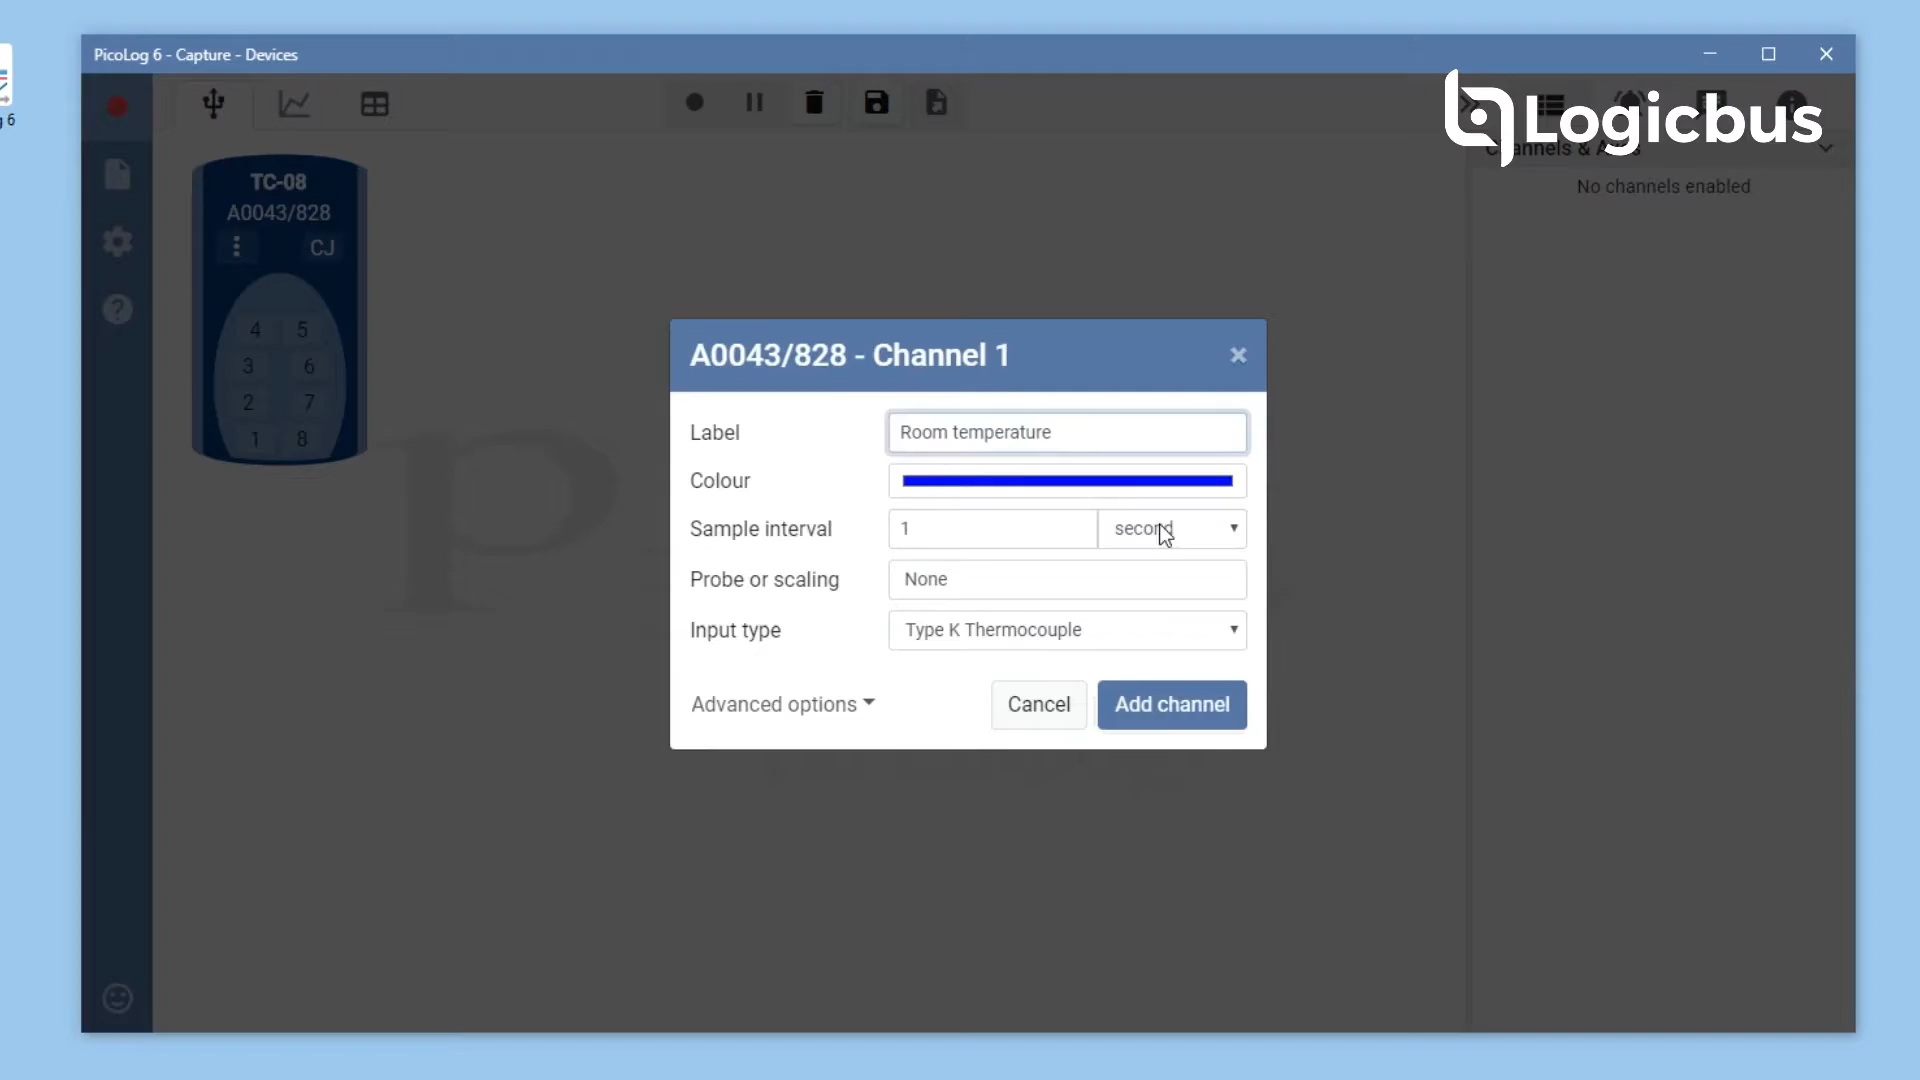 PicoLog 6 - Capture - Devices
g 6
Logicbus
No channels enabled
TC-08
A0043/828
CJ
4 5
3 6
2 7
1 8
A0043/828 - Channel 1
Label
Room temperature
Colour
Sample interval
1
second
Probe or scaling
None
Input type
Type K Thermocouple
Advanced options
Cancel
Add channel